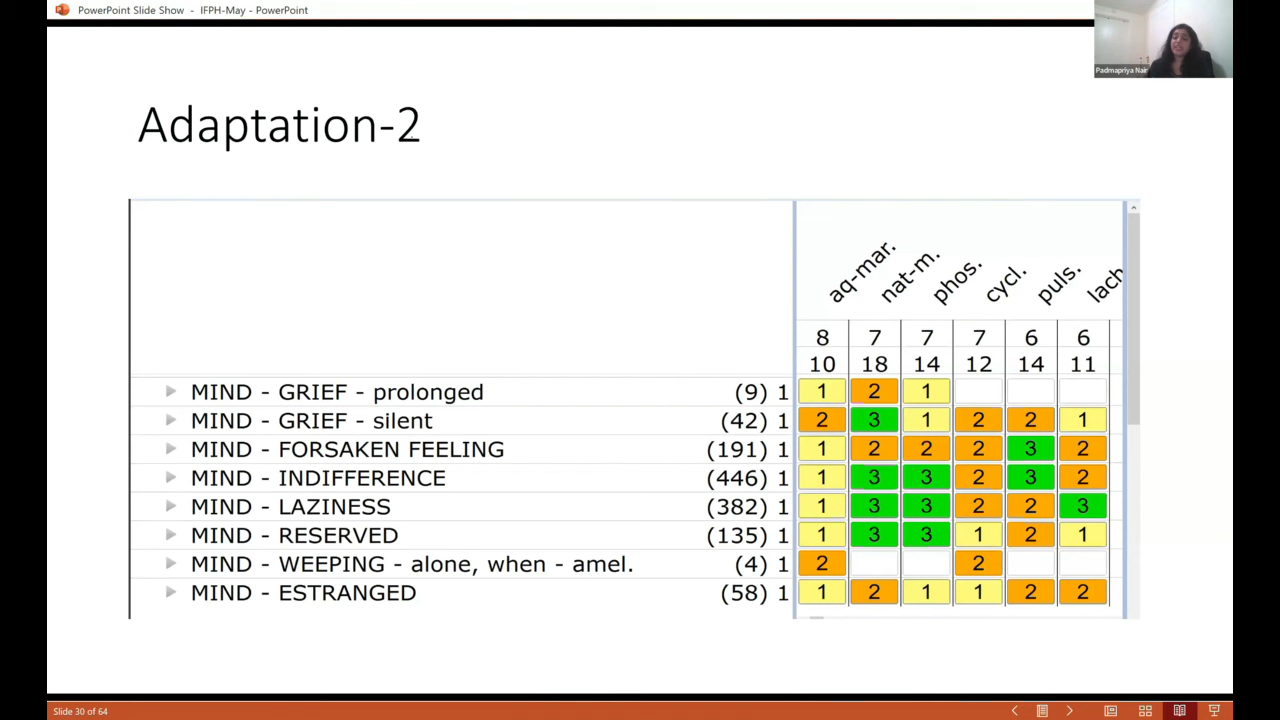 PowerPoint Slide Show - IFPH-May - PowerPoint
Padmapriya Nair
Adaptation-2
aq-mar. nat-m. phos. cycl. puls. lach
8 7 7 7 6 6
10 18 14 12 14 11
MIND - GRIEF - prolonged (9) 1 1 2 1
MIND - GRIEF - silent (42) 1 2 3 1 2 2 1
MIND - FORSAKEN FEELING (191) 1 1 2 2 2 3 2
MIND - INDIFFERENCE (446) 1 1 3 3 2 3 2
MIND - LAZINESS (382) 1 1 3 3 2 2 3
MIND - RESERVED (135) 1 1 3 3 1 2 1
MIND - WEEPING - alone, when - amel. (4) 1 2 2
MIND - ESTRANGED (58) 1 1 2 1 1 2 2
Slide 30 of 64